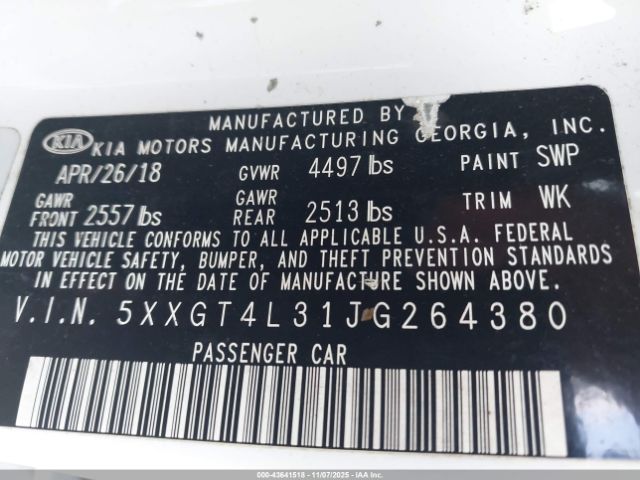 MANUFACTURED BY
KIA KIA MOTORS MANUFACTURING GEORGIA, INC.
APR/26/18 GVWR 4497 lbs PAINT SWP
GAWR FRONT 2557 lbs GAWR REAR 2513 lbs TRIM WK
THIS VEHICLE CONFORMS TO ALL APPLICABLE U.S.A. FEDERAL
MOTOR VEHICLE SAFETY, BUMPER, AND THEFT PREVENTION STANDARDS
IN EFFECT ON THE DATE OF MANUFACTURE SHOWN ABOVE.
V.I.N. 5XXGT4L31JG264380
PASSENGER CAR
000-43641518 | 11/07/2025 - IAAI.COM